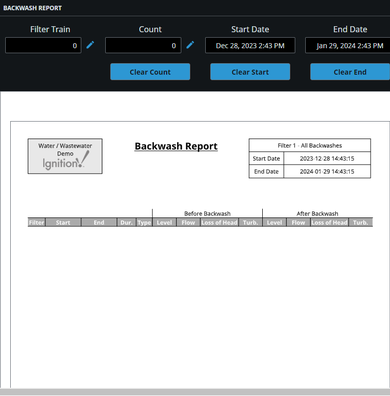 BACKWASH REPORT
Filter Train Count Start Date End Date
0 0 Dec 28, 2023 2:43 PM Jan 29, 2024 2:43 PM
Clear Count Clear Start Clear End
Water / Wastewater
Demo
Ignition!
Backwash Report
Filter 1 - All Backwashes
Start Date 2023-12-28 14:43:15
End Date 2024-01-29 14:43:15
Before Backwash After Backwash
Filter Start End Dur. Type Level Flow Loss of Head Turb. Level Flow Loss of Head Turb.